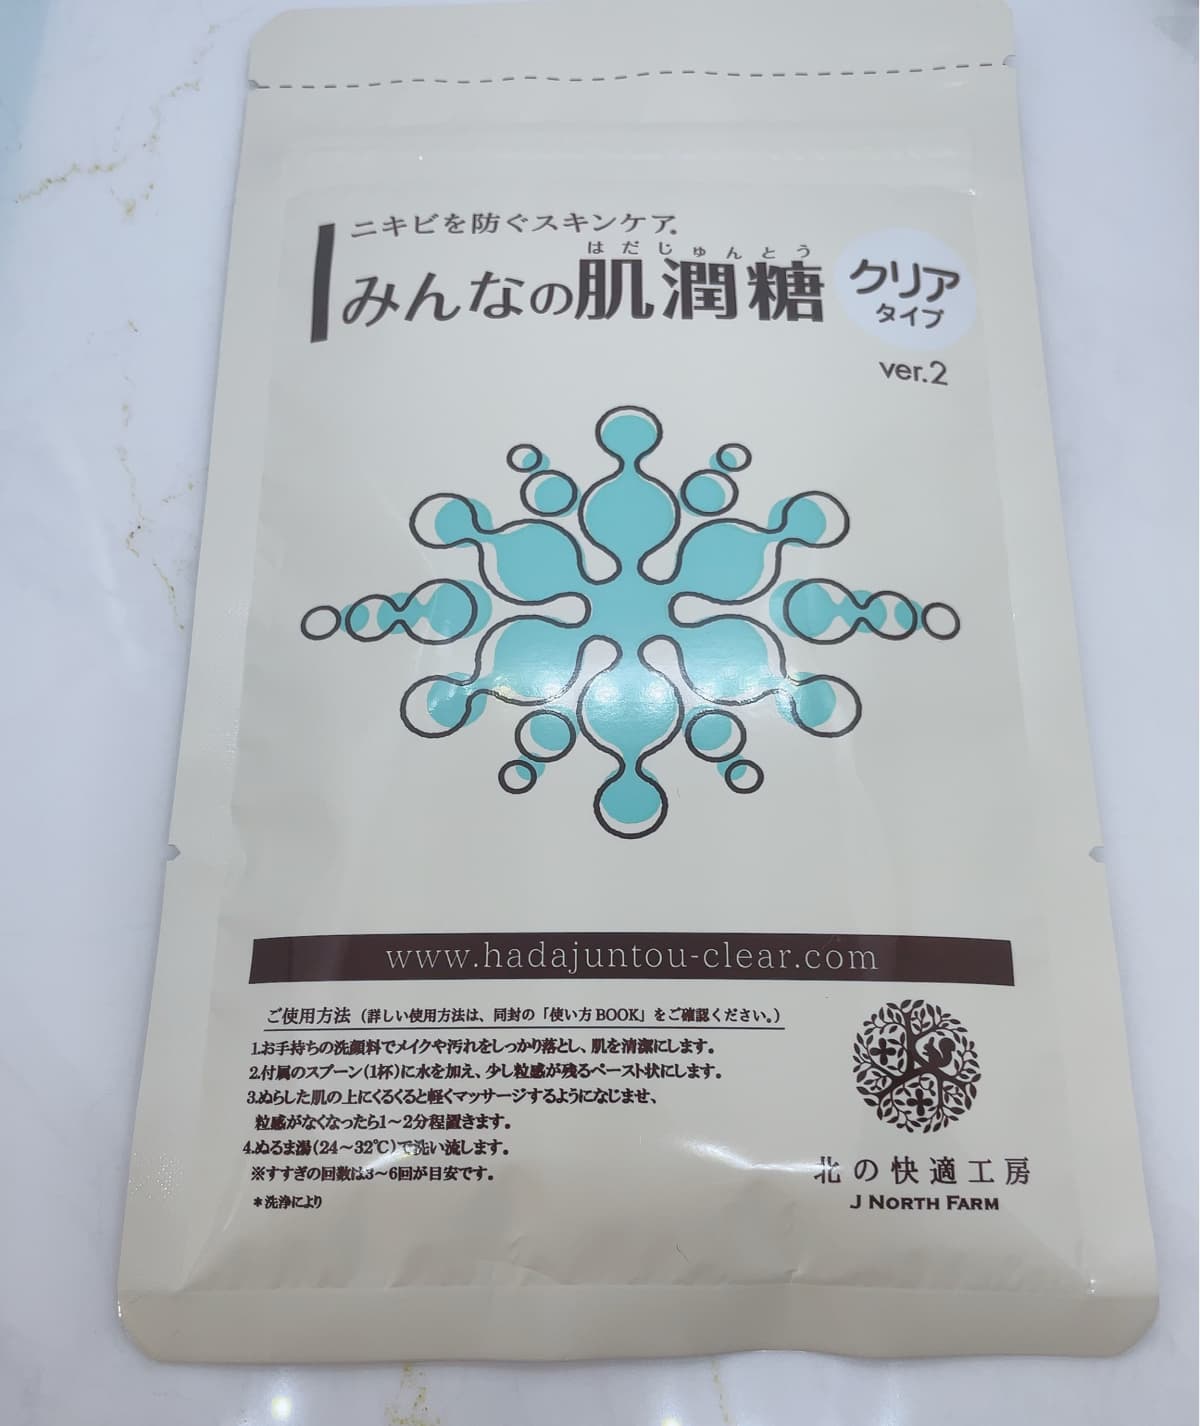 ニキビを防ぐスキンケア*
はだじゅんとう
みんなの肌潤糖
クリア
タイプ
ver.2
www.hadajuntou-clear.com
ご使用方法（詳しい使用方法は、同封の「使い方BOOK」をご確認ください。）
1.お手持ちの洗顔料でメイクや汚れをしっかり落とし、肌を清潔にします。
2.付属のスプーン(1杯)に水を加え、少し粒感が残るペースト状にします。
3.ぬらした肌の上にくるくると軽くマッサージするようになじませ、
粒感がなくなったら1～2分程置きます。
4.ぬるま湯(24～32℃)で洗い流します。
※すすぎの回数は3～6回が目安です。
＊洗浄により
北の快適工房
J NORTH FARM